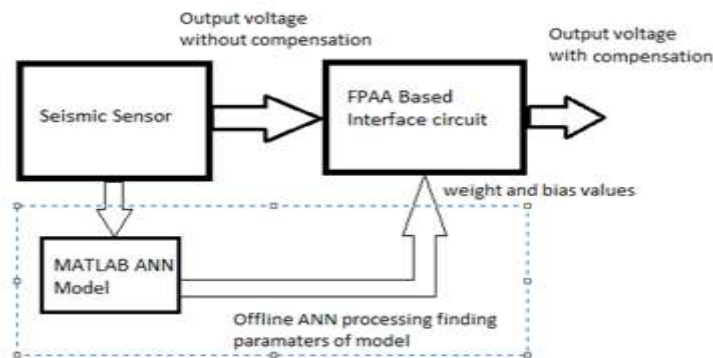 Output voltage
without compensation
Output voltage
with compensation
Seismic Sensor
FPAA Based
Interface circuit
weight and bias values
MATLAB ANN
Model
Offline ANN processing finding
paramaters of model